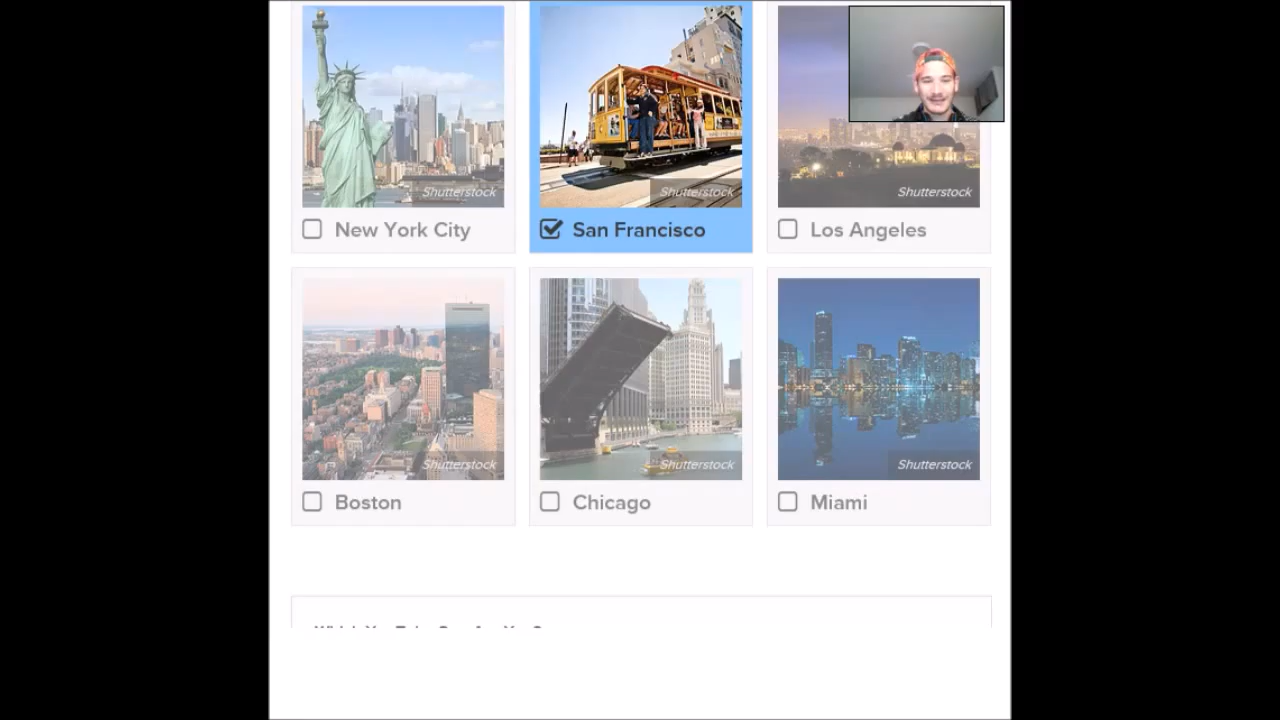 Shutterstock
Shutterstock
Shutterstock
New York City
San Francisco
Los Angeles
Shutterstock
Shutterstock
Shutterstock
Boston
Chicago
Miami